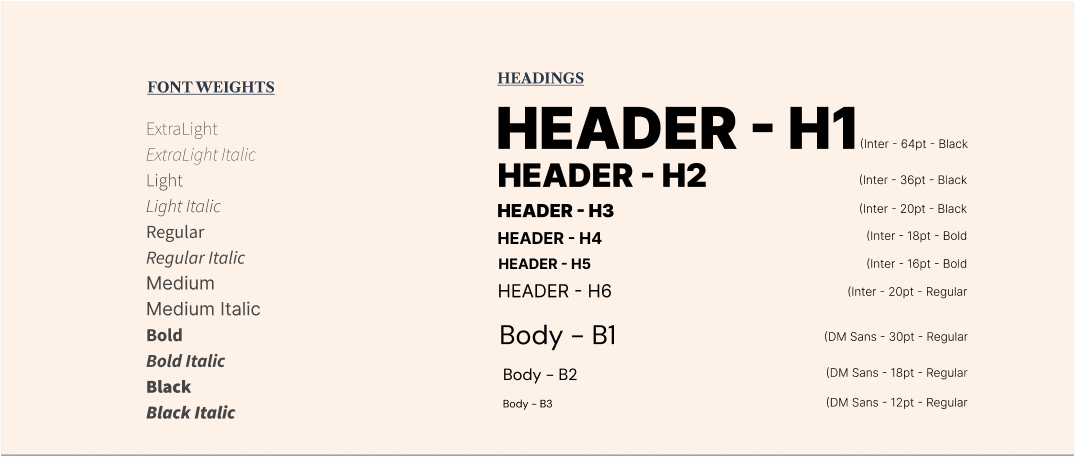 FONT WEIGHTS
ExtraLight
ExtraLight Italic
Light
Light Italic
Regular
Regular Italic
Medium
Medium Italic
Bold
Bold Italic
Black
Black Italic
HEADINGS
HEADER - H1 (Inter - 64pt - Black
HEADER - H2 (Inter - 36pt - Black
HEADER - H3 (Inter - 20pt - Black
HEADER - H4 (Inter - 18pt - Bold
HEADER - H5 (Inter - 16pt - Bold
HEADER - H6 (Inter - 20pt - Regular
Body – B1 (DM Sans - 30pt - Regular
Body – B2 (DM Sans - 18pt - Regular
Body – B3 (DM Sans - 12pt - Regular